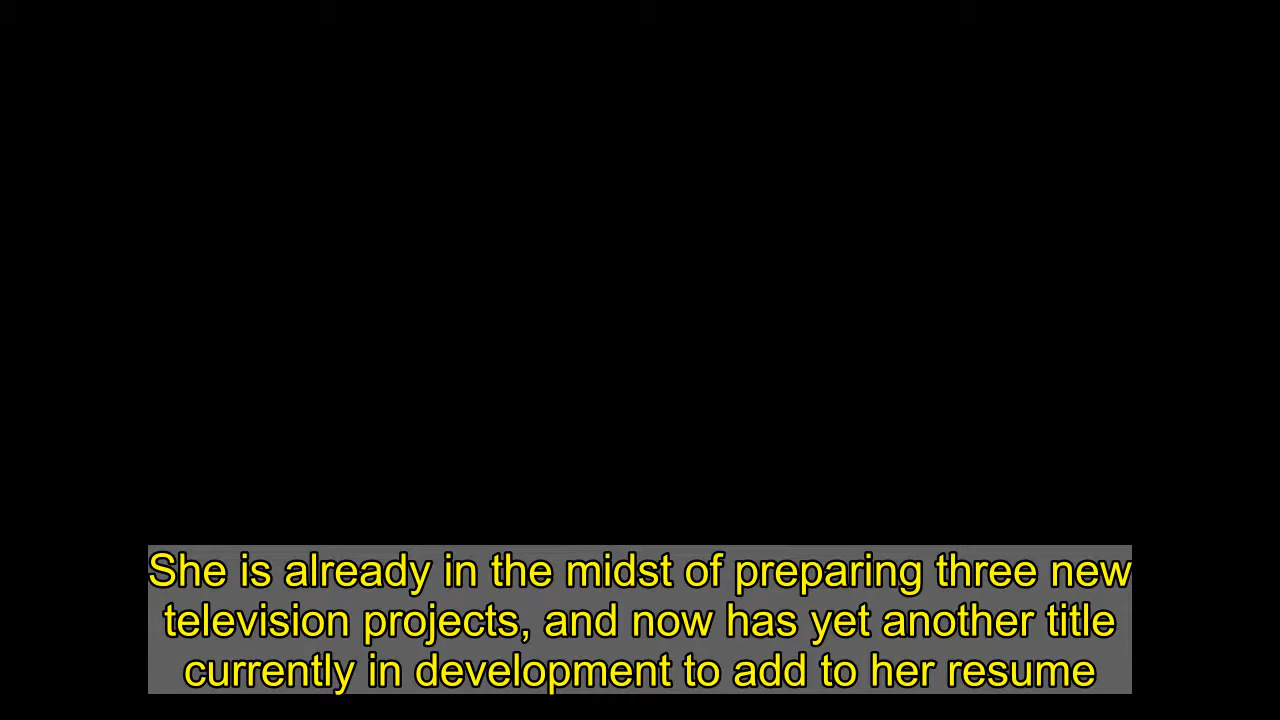 She is already in the midst of preparing three new
television projects, and now has yet another title
currently in development to add to her resume